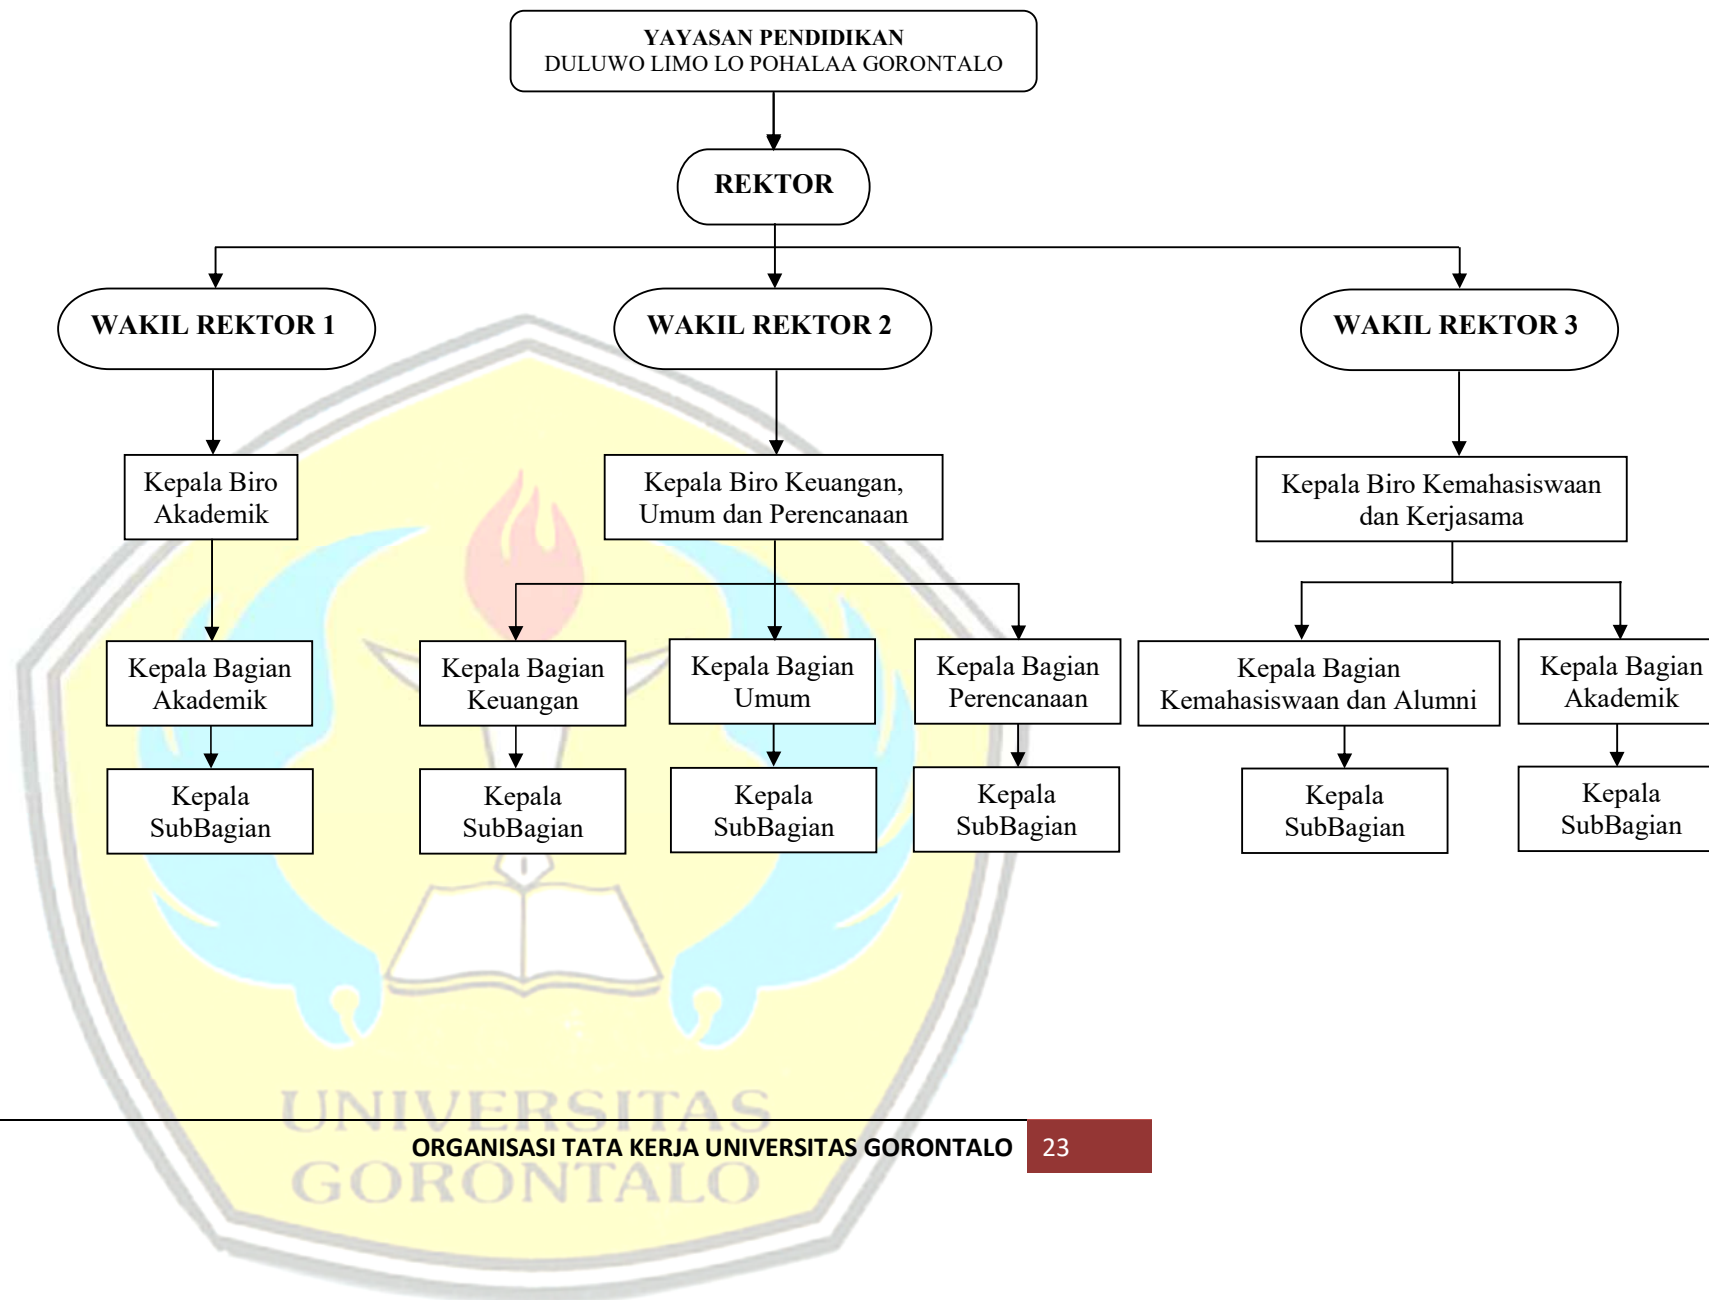 YAYASAN PENDIDIKAN
DULUWO LIMO LO POHALAA GORONTALO
REKTOR
WAKIL REKTOR 1
WAKIL REKTOR 2
WAKIL REKTOR 3
Kepala Biro
Akademik
Kepala Biro Keuangan,
Umum dan Perencanaan
Kepala Biro Kemahasiswaan
dan Kerjasama
Kepala Bagian
Akademik
Kepala Bagian
Keuangan
Kepala Bagian
Umum
Kepala Bagian
Perencanaan
Kepala Bagian
Kemahasiswaan dan Alumni
Kepala Bagian
Akademik
Kepala
SubBagian
Kepala
SubBagian
Kepala
SubBagian
Kepala
SubBagian
Kepala
SubBagian
Kepala
SubBagian
UNIVERSITAS
ORGANISASI TATA KERJA UNIVERSITAS GORONTALO 23
GORONTALO